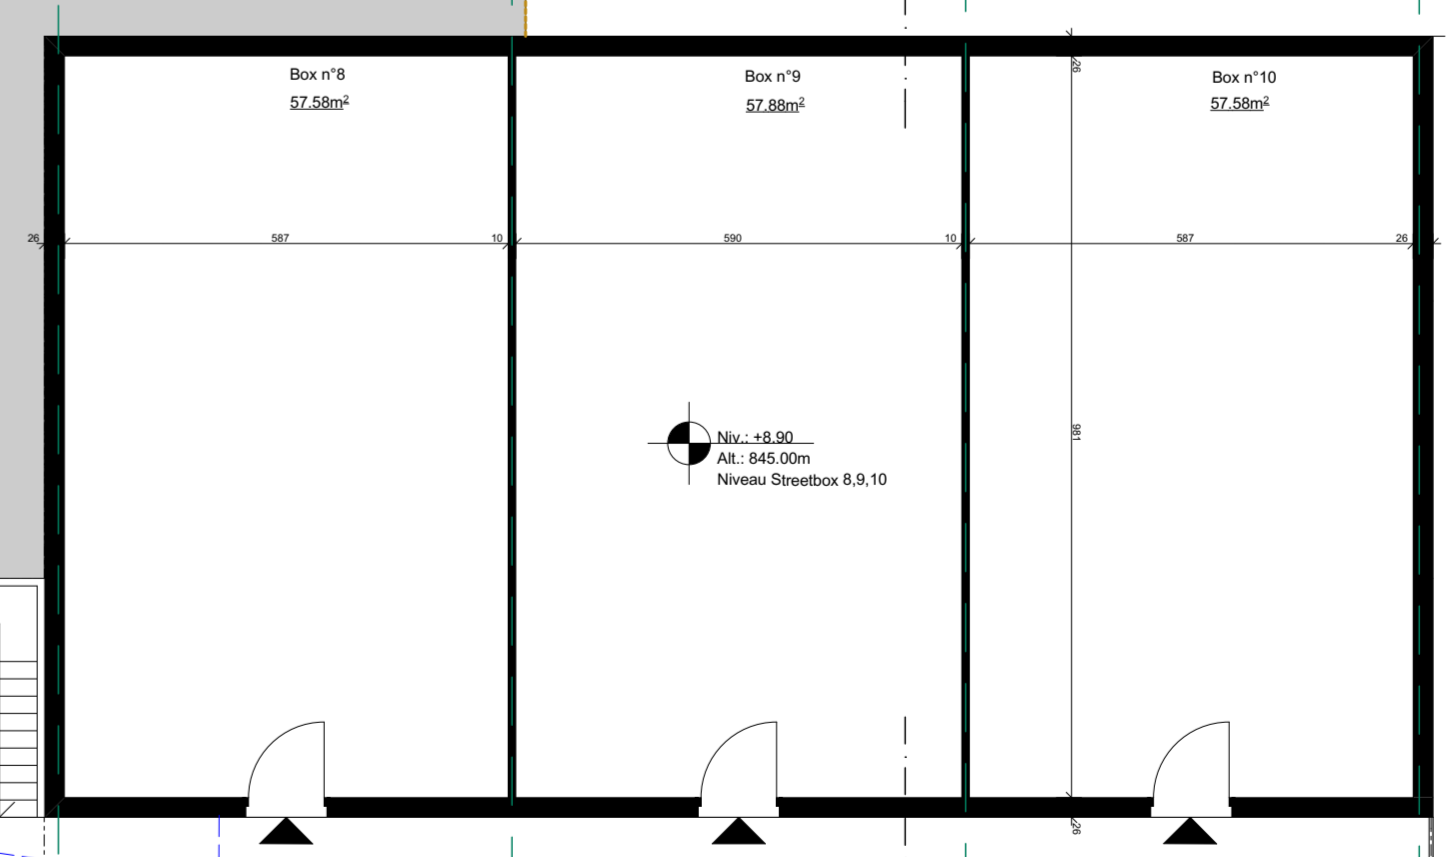 Box n°8
57.58m²
Box n°9
57.88m²
Box n°10
57.58m²
26
26
587
10
590
10
587
26
981
Niv.: +8.90
Alt.: 845.00m
Niveau Streetbox 8,9,10
26